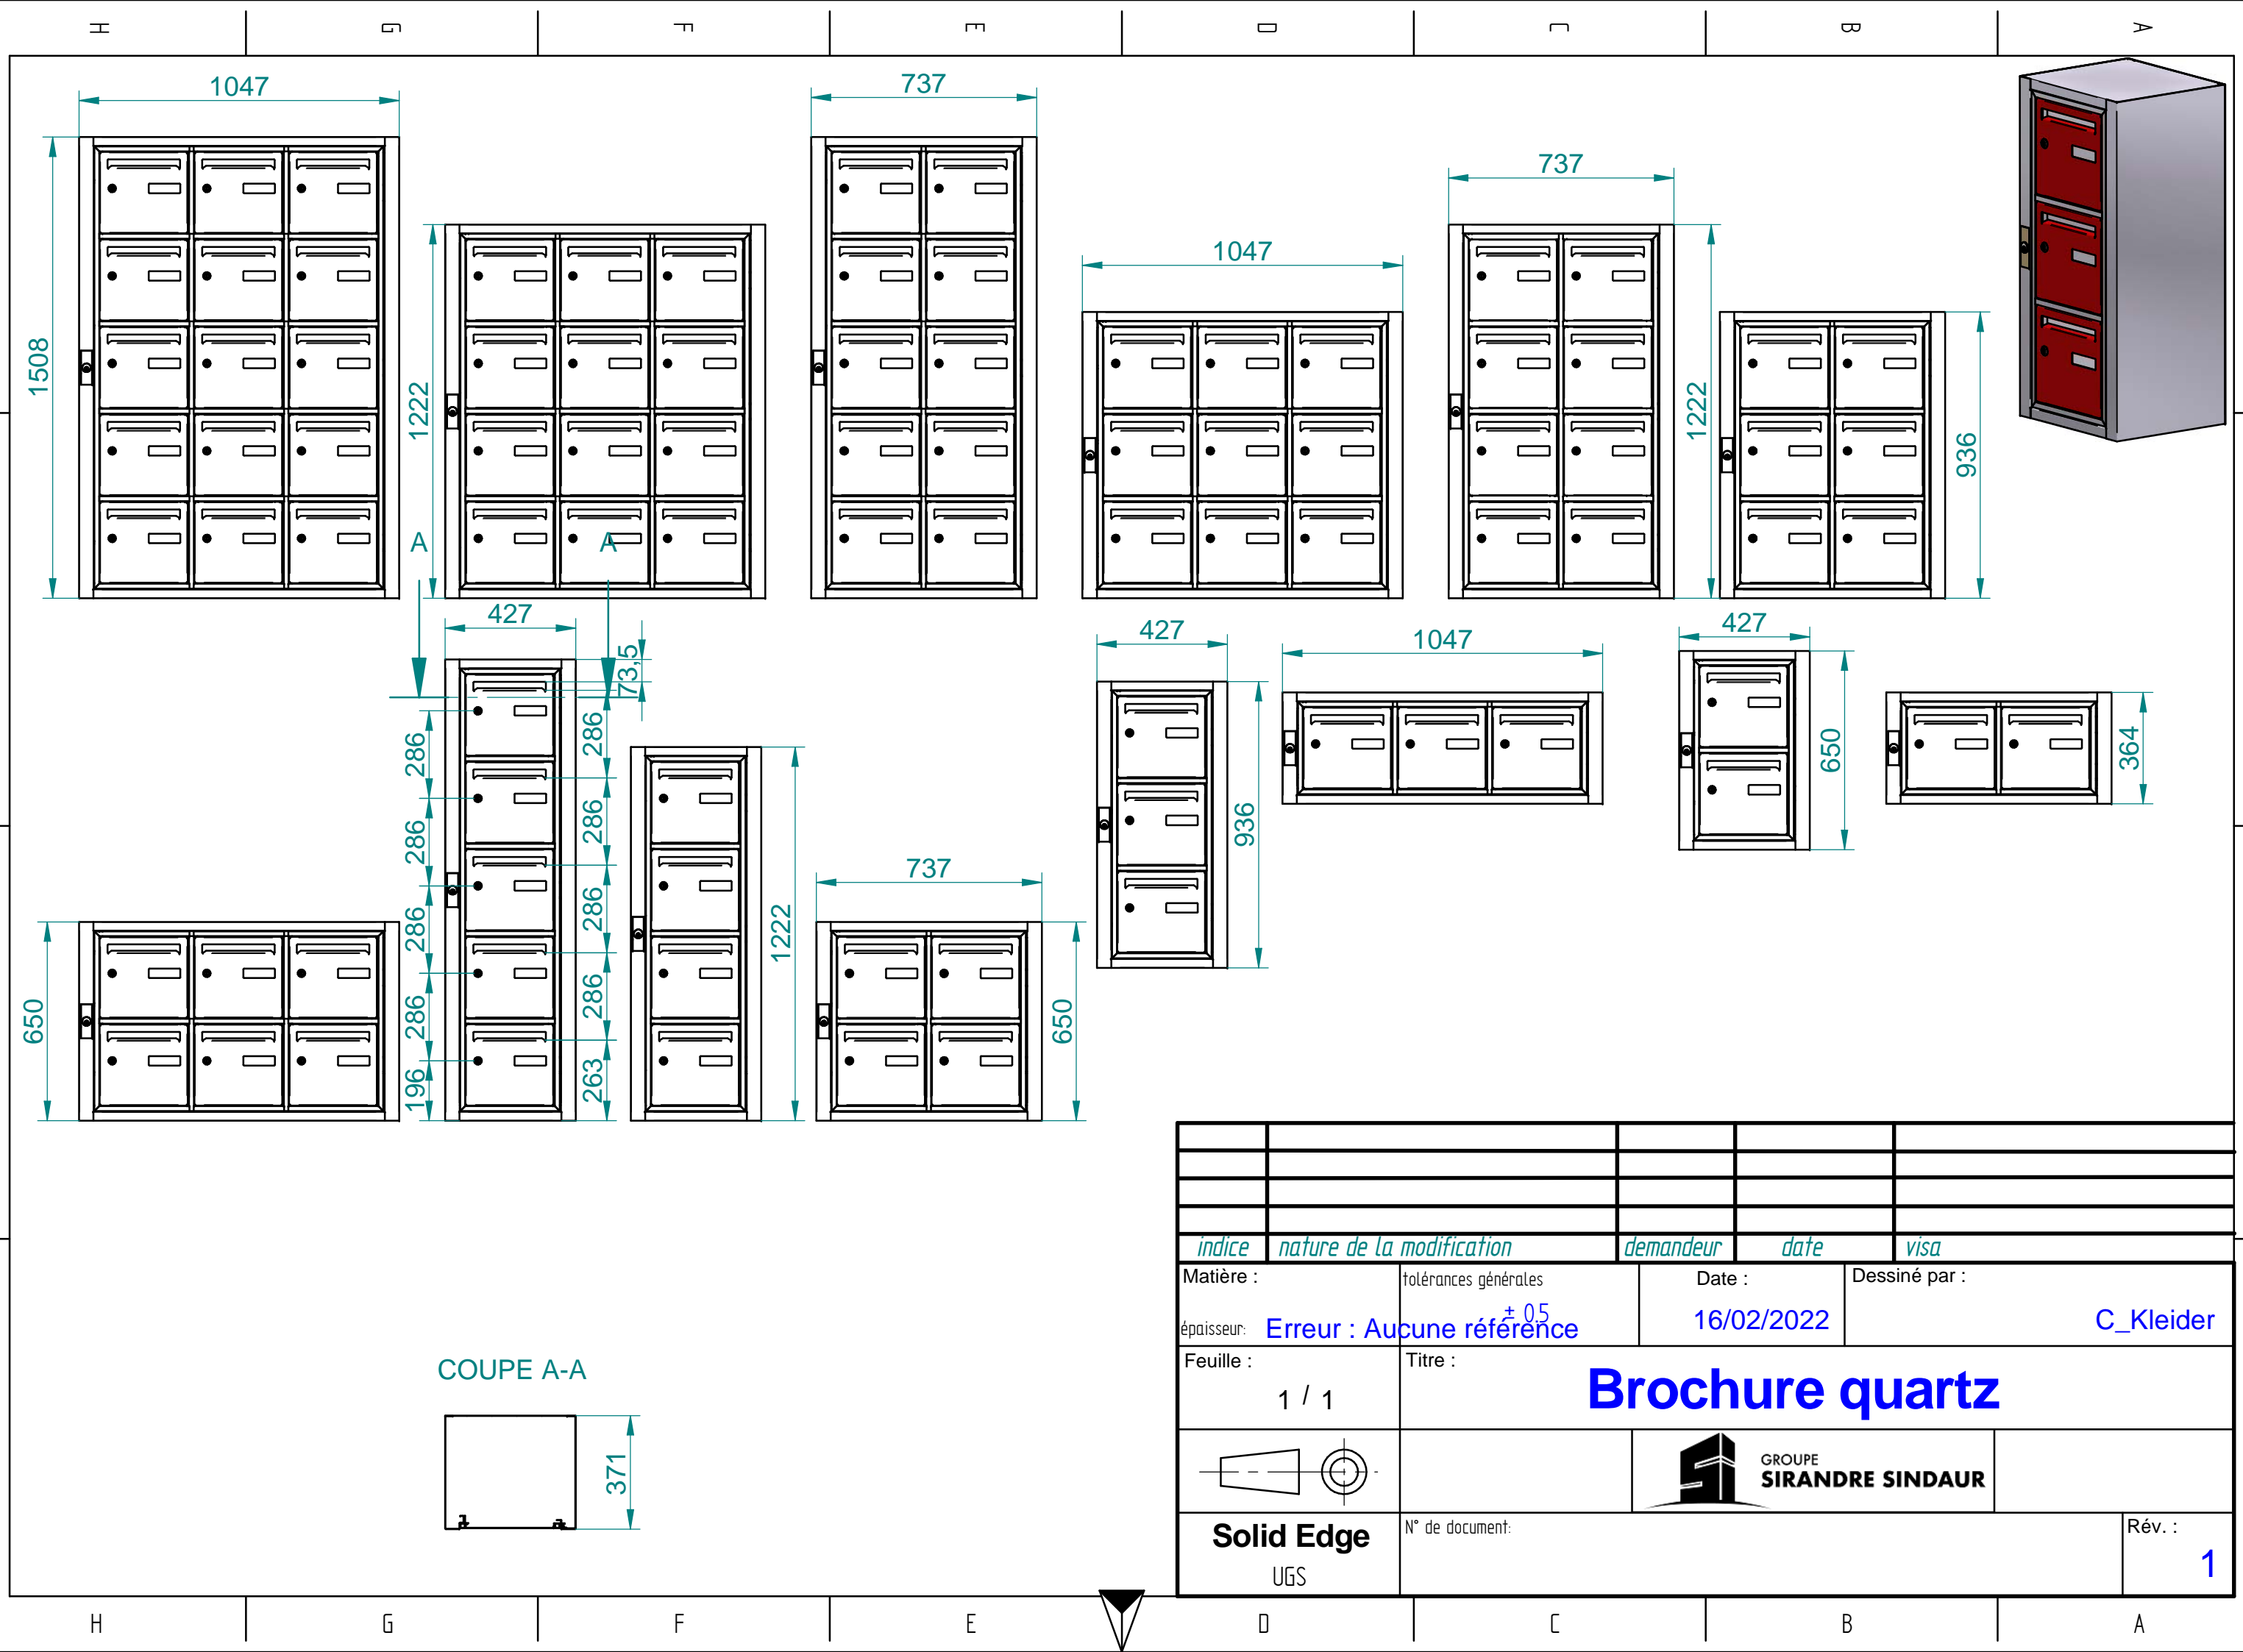 H G F E D C B A
1047
737
737
1047
1508
1222
1222
936
A A
427
73,5
427
1047
427
286
286
286
286
196
286
286
286
286
263
1222
737
650
650
936
650
364
COUPE A-A
371
indice nature de la modification demandeur date visa
Matière : tolérances générales Date : Dessiné par :
± 0.5
épaisseur: Erreur : Aucune référence 16/02/2022 C_Kleider
Feuille : Titre :
1 / 1 Brochure quartz
GROUPE
SIRANDRE SINDAUR
Solid Edge N° de document: Rév. :
UGS 1
H G F E D C B A